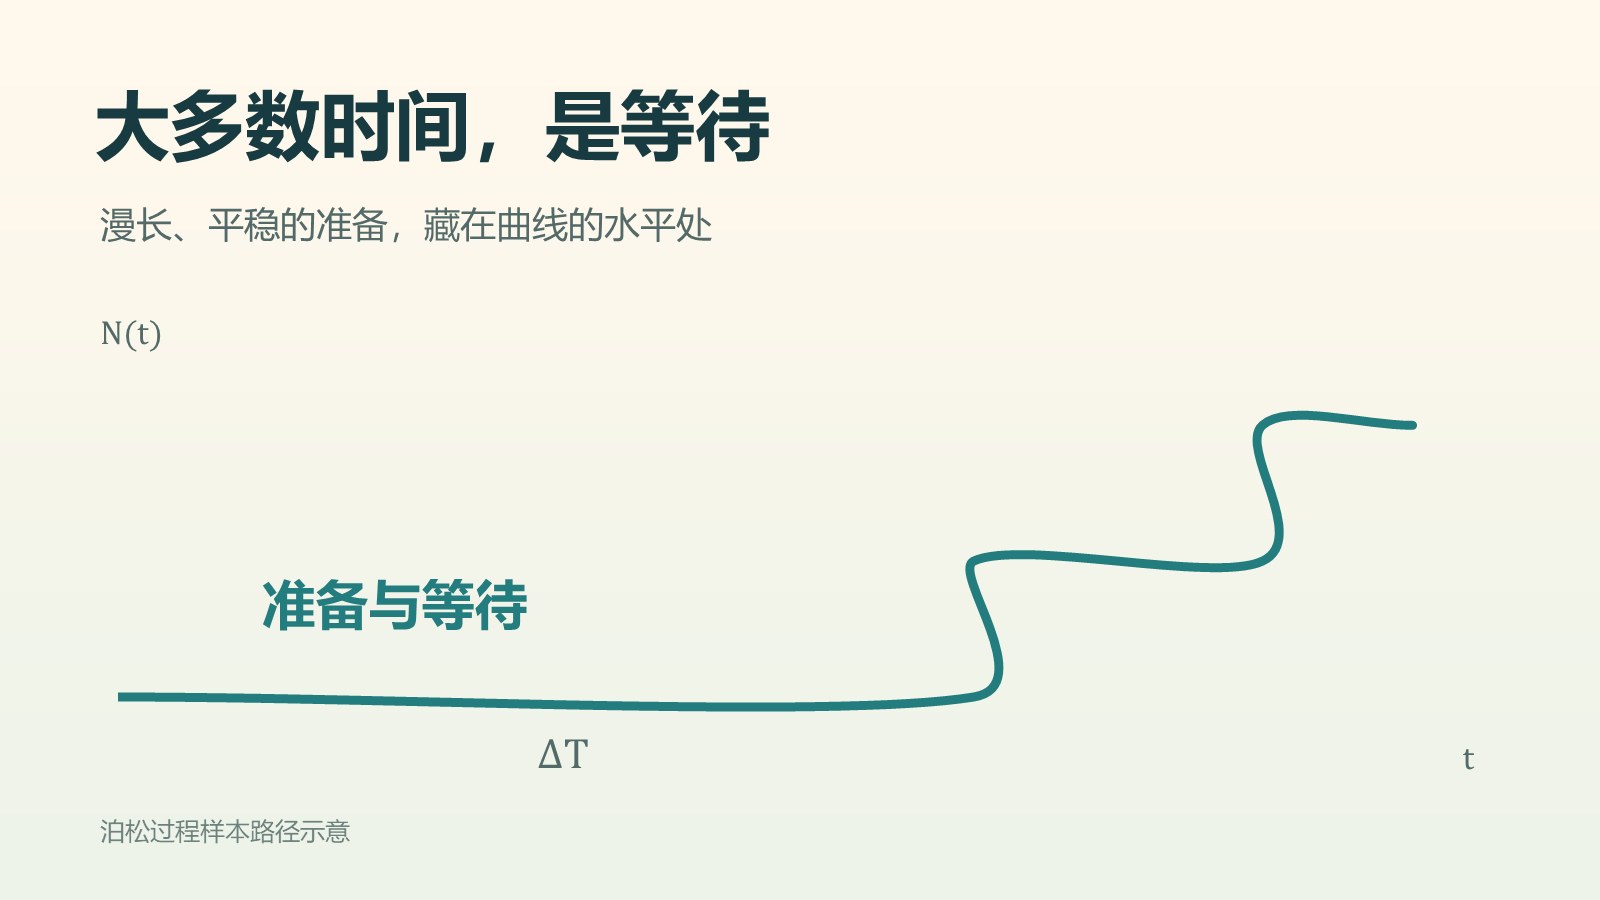 大多数时间，是等待
漫长、平稳的准备，藏在曲线的水平处
N(t)
准备与等待
ΔT
t
泊松过程样本路径示意